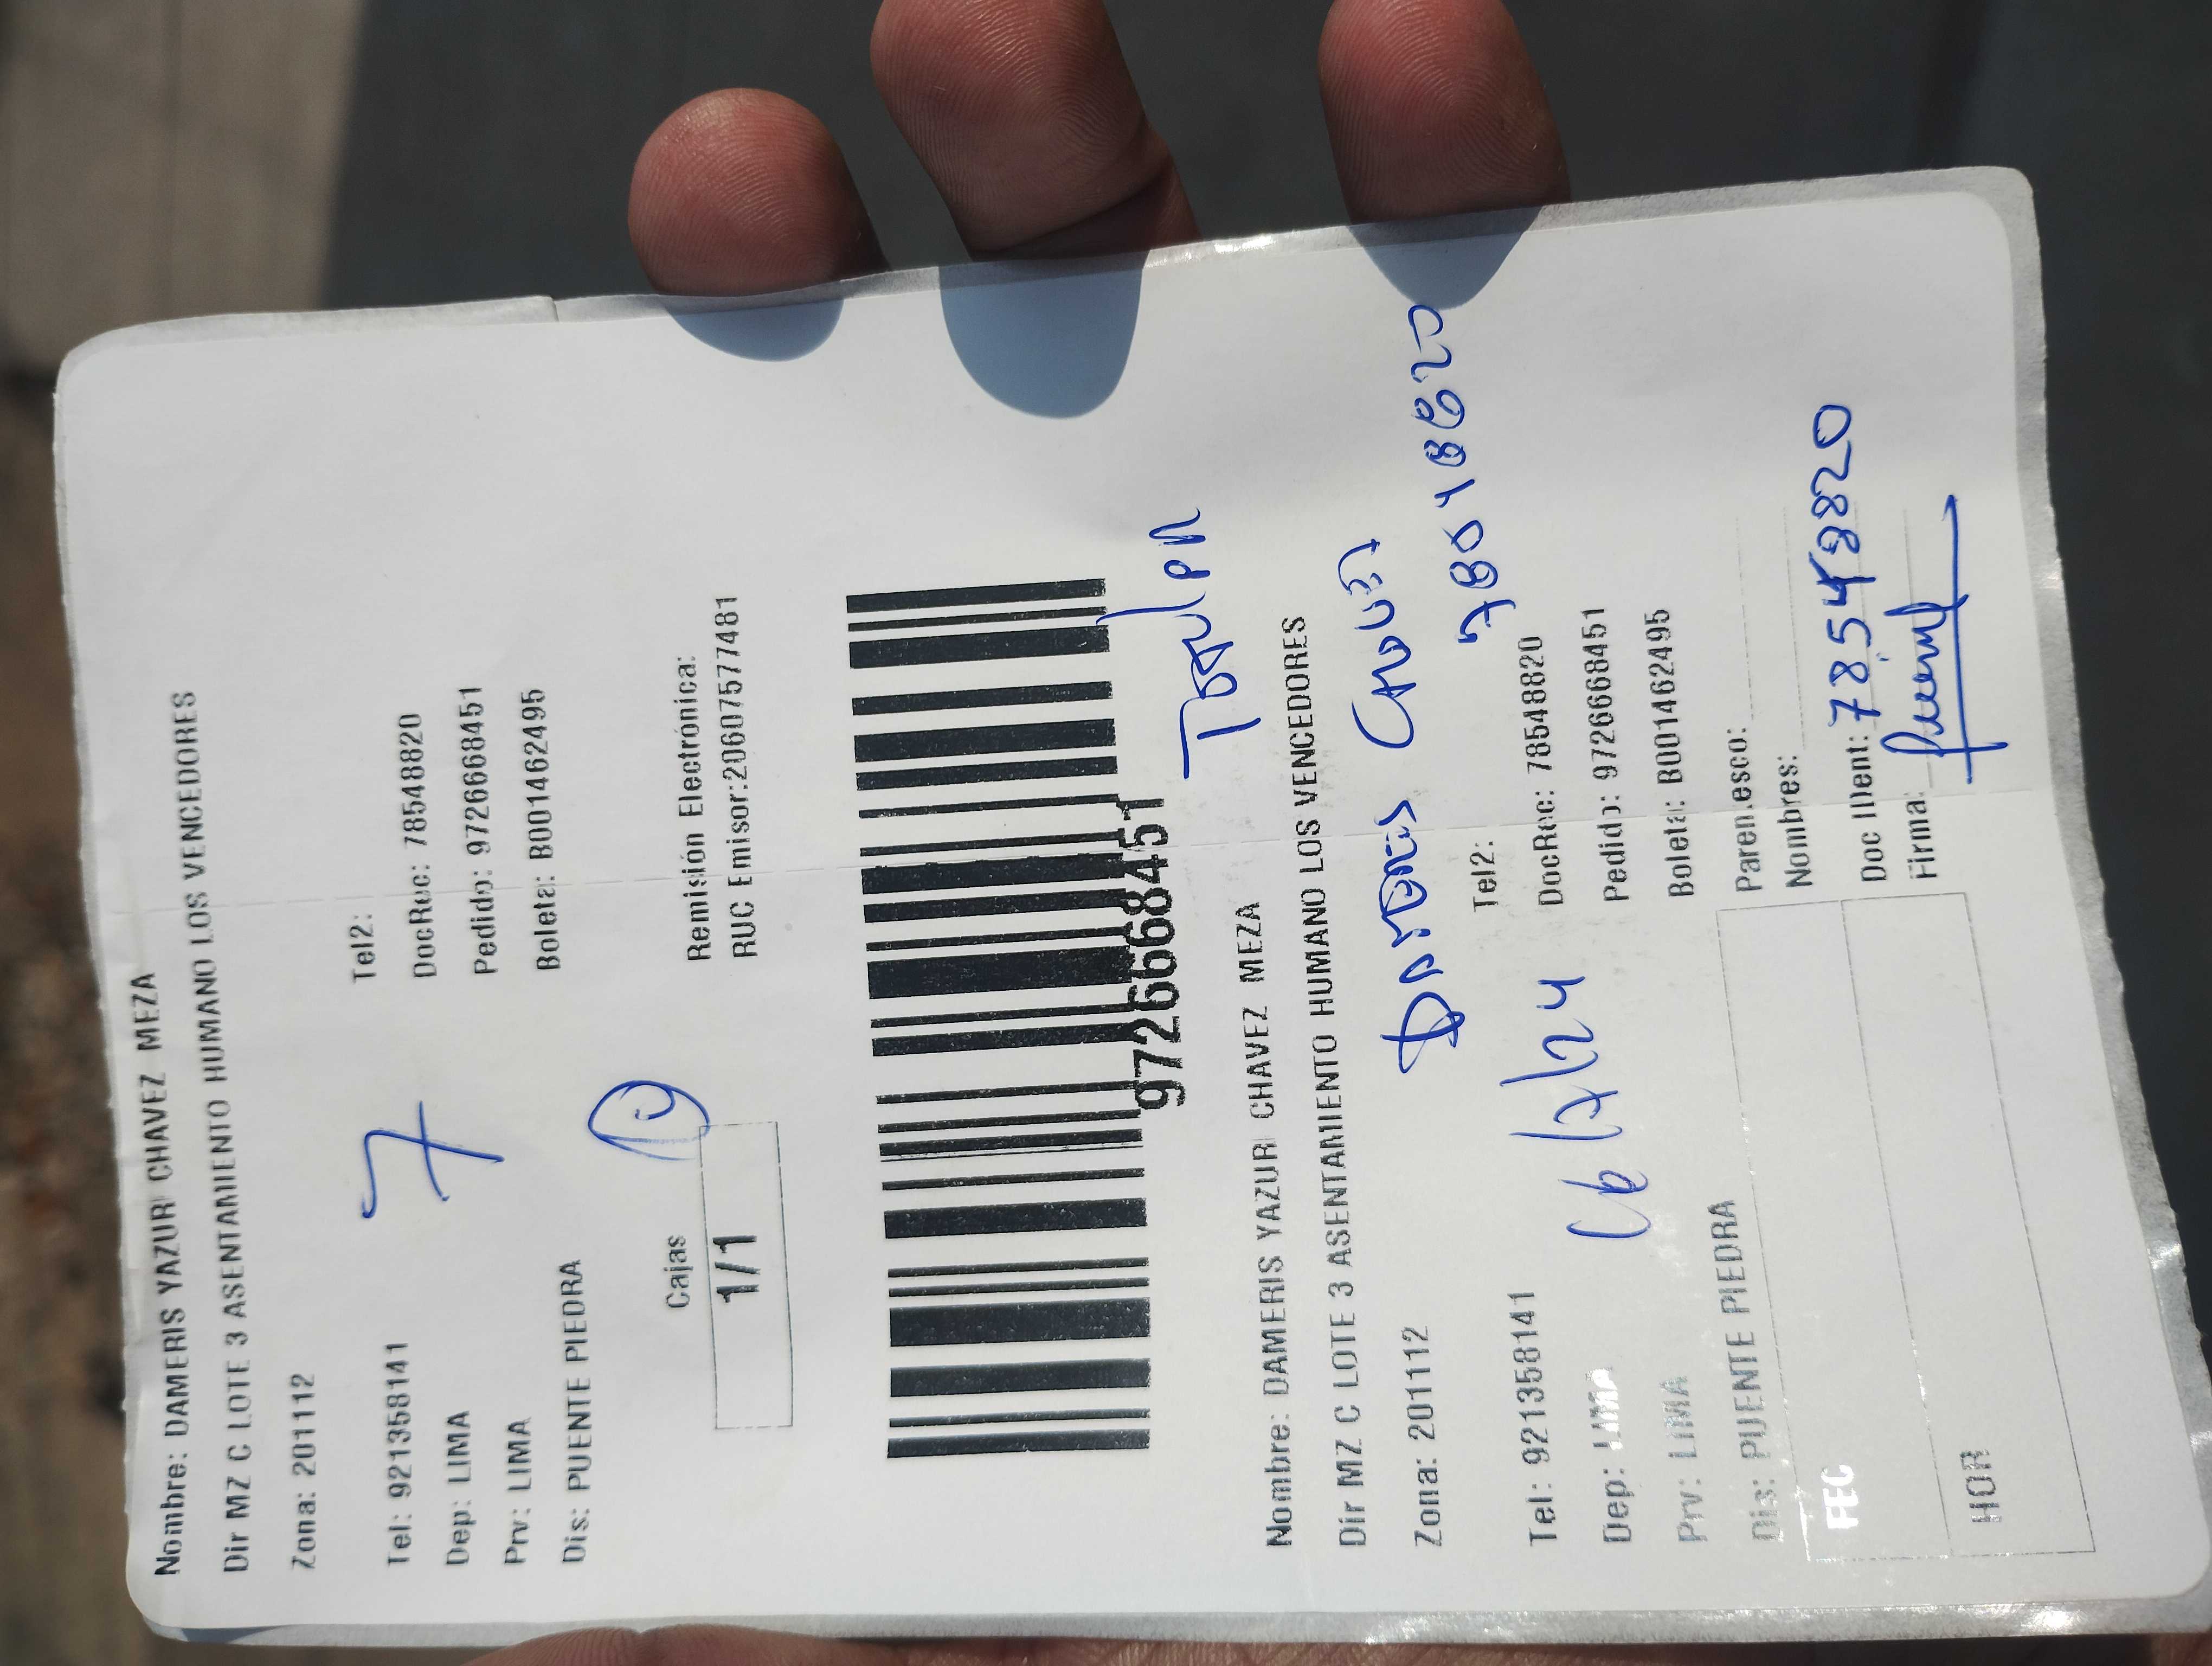 Nombre: DAMERIS YAZURI CHAVEZ MEZA
Dir MZ C LOTE 3 ASENTAMIENTO HUMANO LOS VENCEDORES
Zona: 201112
Tel2:
Tel: 921358141
7
DocRec: 78548820
Dep: LIMA
Pedido: 9726668451
Prv: LIMA
Boleta: B001462495
Dis: PUENTE PIEDRA
Cajas
1/1
Remisión Electrónica:
RUC Emisor:20607577481
9726668451
Nombre: DAMERIS YAZURI CHAVEZ MEZA
Dir MZ C LOTE 3 ASENTAMIENTO HUMANO LOS VENCEDORES
Zona: 201112
Tel2:
Tel: 921358141
DocRec: 78548820
Dep: LIMA
Pedido: 9726668451
Prv: LIMA
Boleta: B001462495
Dis: PUENTE PIEDRA
FEC
HOR
Paren.esco:
Nombres:
Doc Ident: 78548820
Firma: